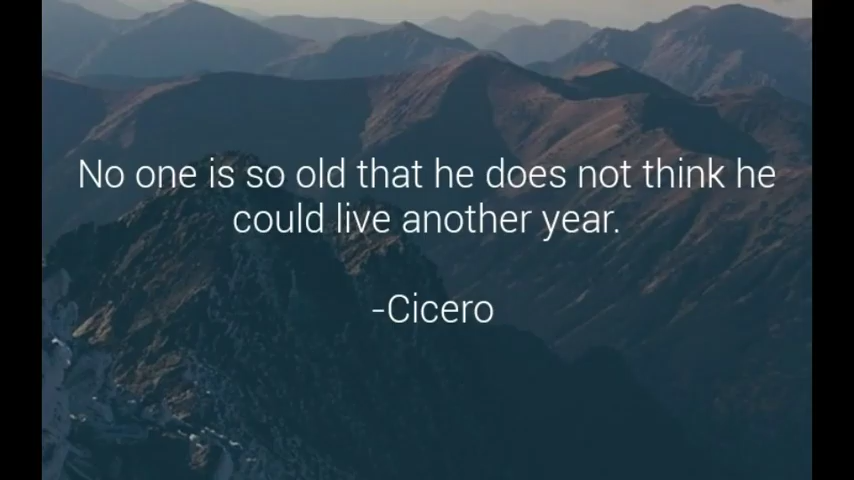 No one is so old that he does not think he
could live another year.
-Cicero